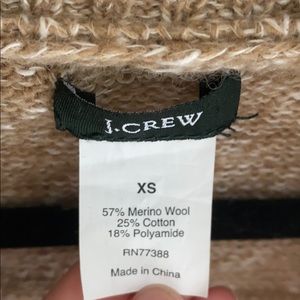 J.CREW
XS
57% Merino Wool
25% Cotton
18% Polyamide
RN77388
Made in China